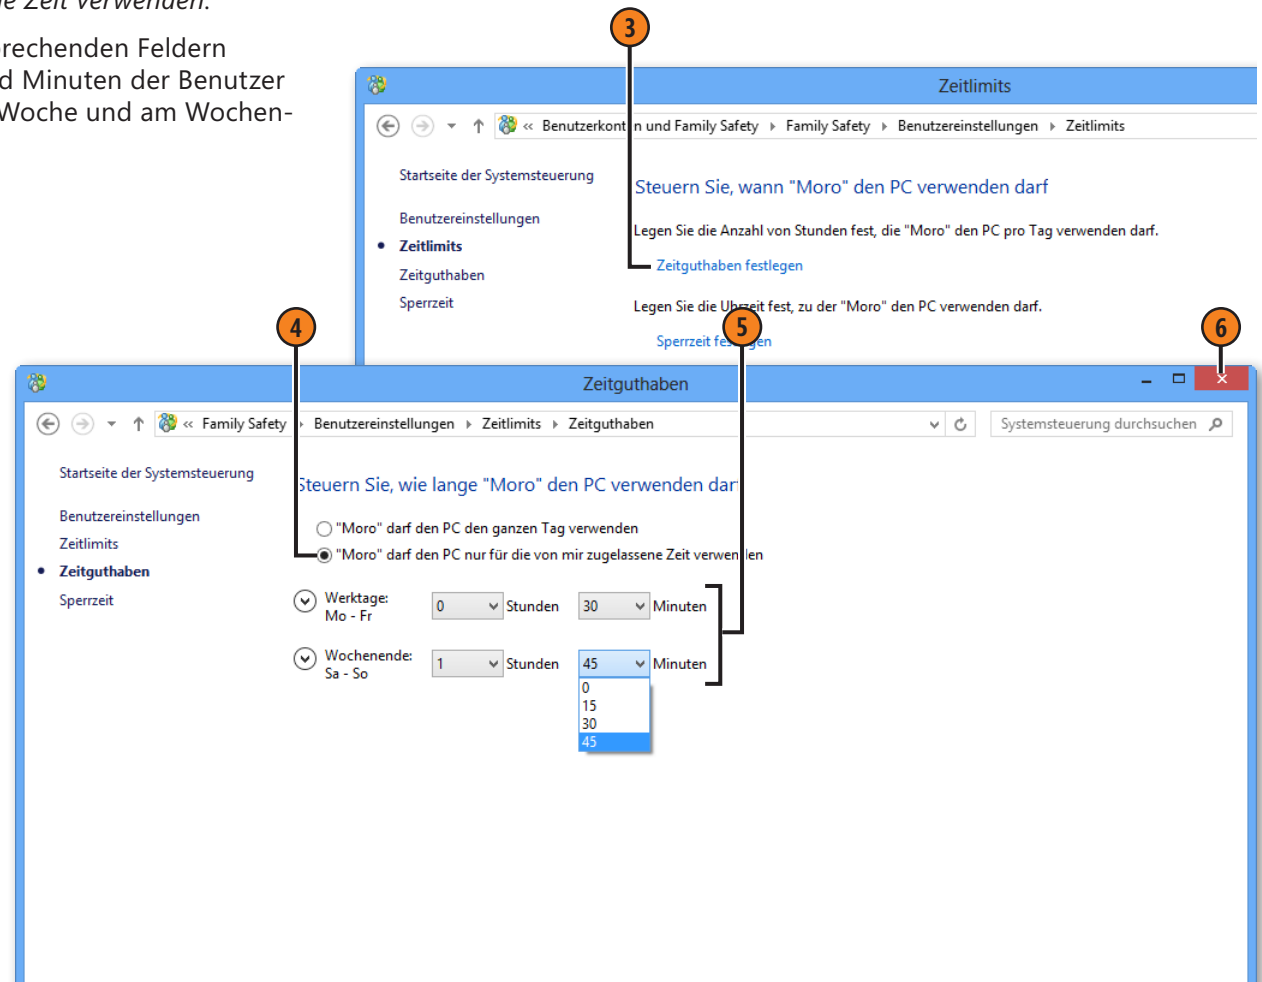 e Zeit verwenden.
rechenden Feldern
d Minuten der Benutzer
Woche und am Wochen-
3
Zeitlimits
« Benutzerkonten und Family Safety Family Safety Benutzereinstellungen Zeitlimits
Startseite der Systemsteuerung
Benutzereinstellungen
Zeitlimits
Zeitguthaben
Sperrzeit
Steuern Sie, wann "Moro" den PC verwenden darf
Legen Sie die Anzahl von Stunden fest, die "Moro" den PC pro Tag verwenden darf.
Zeitguthaben festlegen
Legen Sie die Uhrzeit fest, zu der "Moro" den PC verwenden darf.
Sperrzeit festlegen
4
5
6
Zeitguthaben
« Family Safety Benutzereinstellungen Zeitlimits Zeitguthaben
Systemsteuerung durchsuchen
Startseite der Systemsteuerung
Benutzereinstellungen
Zeitlimits
Zeitguthaben
Sperrzeit
Steuern Sie, wie lange "Moro" den PC verwenden darf
"Moro" darf den PC den ganzen Tag verwenden
"Moro" darf den PC nur für die von mir zugelassene Zeit verwenden
Werktage:
Mo - Fr
0 Stunden 30 Minuten
Wochenende:
Sa - So
1 Stunden 45 Minuten
0
15
30
45